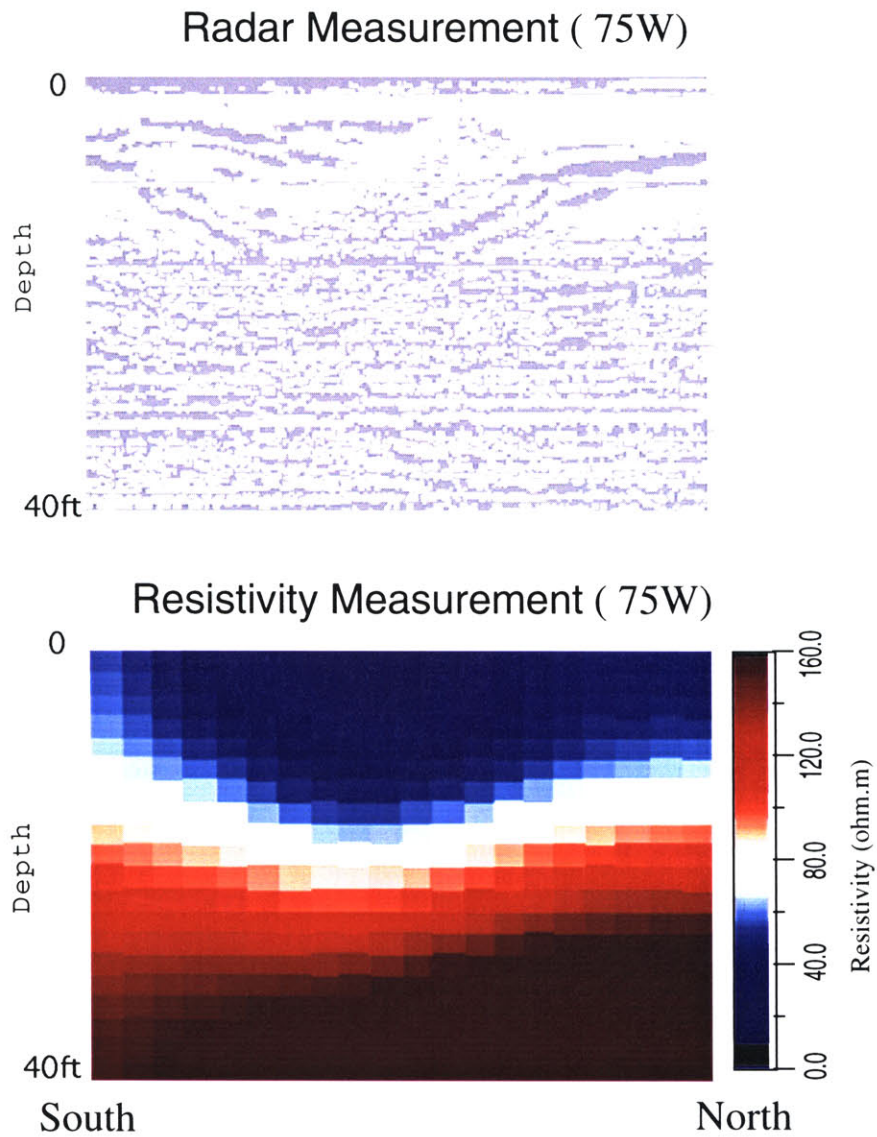 Radar Measurement ( 75W)
0
Depth
40ft
Resistivity Measurement ( 75W)
0
Depth
40ft
South
North
160.0
120.0
80.0
40.0
0.0
Resistivity (ohm.m)